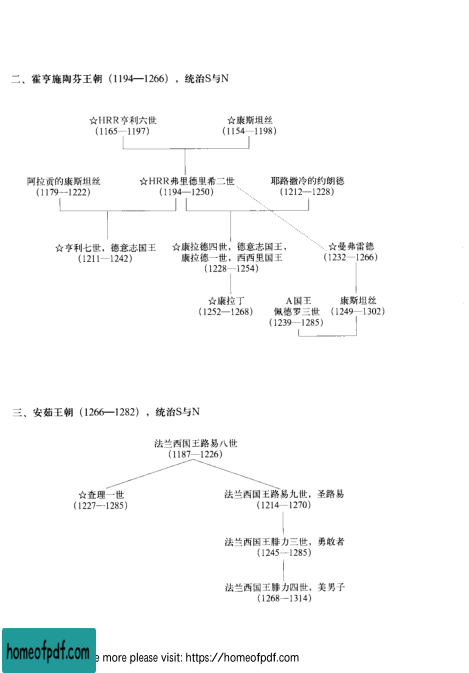 二、霍亨施陶芬王朝（1194—1266），统治S与N
☆HRR亨利六世 ☆康斯坦丝
（1165—1197） （1154—1198）
阿拉贡的康斯坦丝 ☆HRR弗里德里希二世 耶路撒冷的约朗德
（1179—1222） （1194—1250） （1212—1228）
☆亨利七世，德意志国王 ☆康拉德四世，德意志国王， ☆曼弗雷德
（1211—1242） 康拉德一世，西西里国王 （1232—1266）
（1228—1254）
☆康拉丁 A国王 康斯坦丝
（1252—1268） 佩德罗三世 （1249—1302）
（1239—1285）
三、安茹王朝（1266—1282），统治S与N
法兰西国王路易八世
（1187—1226）
☆查理一世 法兰西国王路易九世，圣路易
（1227—1285） （1214—1270）
法兰西国王腓力三世，勇敢者
（1245—1285）
法兰西国王腓力四世，美男子
（1268—1314）
homeofpdf.com
e more please visit: https://homeofpdf.com